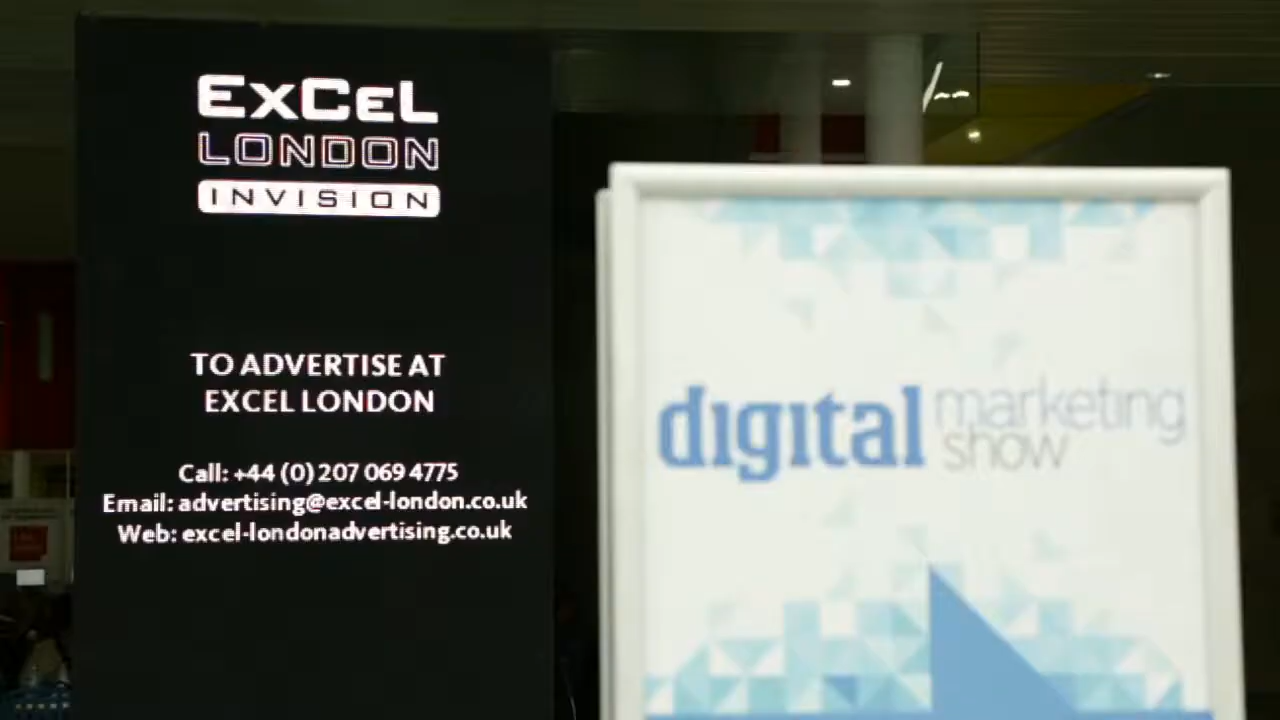 ExCeL
LONDON
INVISION
TO ADVERTISE AT
EXCEL LONDON
Call: +44 (0) 207 069 4775
Email: advertising@excel-london.co.uk
Web: excel-londonadvertising.co.uk
digital marketing
show